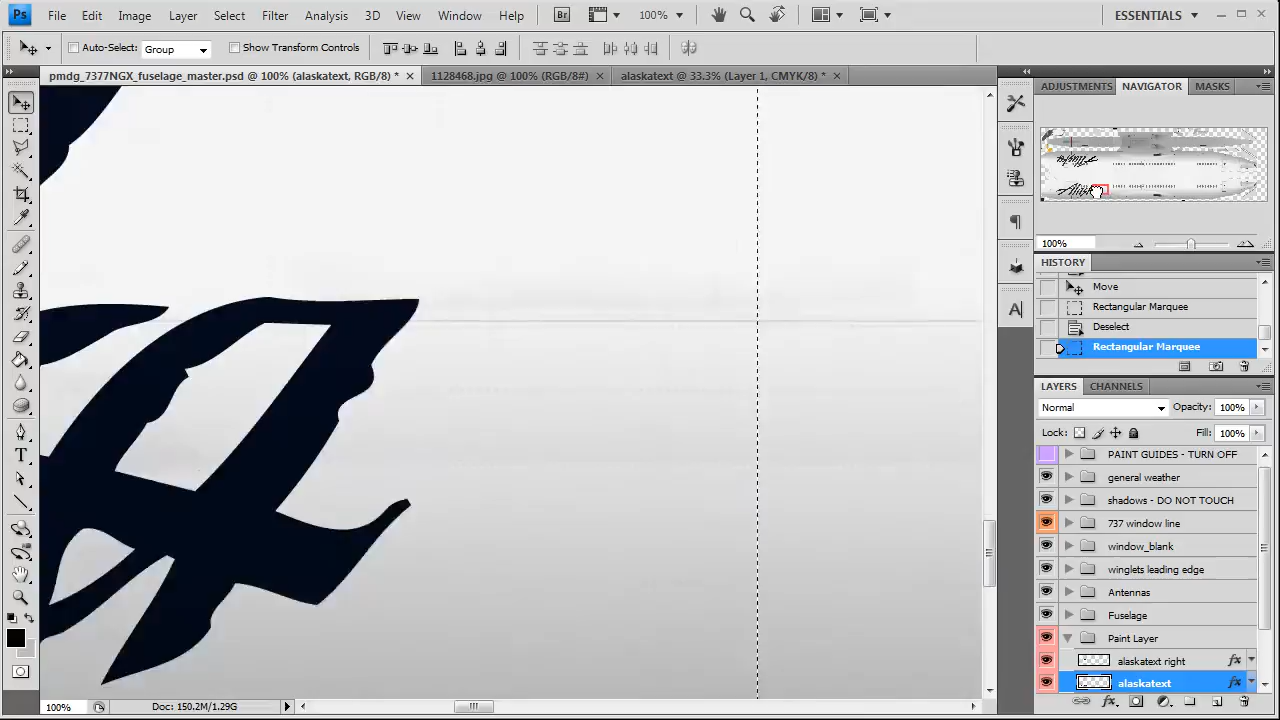 Ps File Edit Image Layer Select Filter Analysis 3D View Window Help Br 100% ESSENTIALS
Auto-Select: Group Show Transform Controls
pmdg_7377NGX_fuselage_master.psd @ 100% (alaskatext, RGB/8) * 1128468.jpg @ 100% (RGB/8#) alaskatext @ 33.3% (Layer 1, CMYK/8) *
ADJUSTMENTS NAVIGATOR MASKS
100%
HISTORY
Move
Rectangular Marquee
Deselect
Rectangular Marquee
LAYERS CHANNELS
Normal Opacity: 100%
Lock: Fill: 100%
PAINT GUIDES - TURN OFF
general weather
shadows - DO NOT TOUCH
737 window line
window_blank
winglets leading edge
Antennas
Fuselage
Paint Layer
alaskatext right fx
alaskatext fx
100% Doc: 150.2M/1.29G